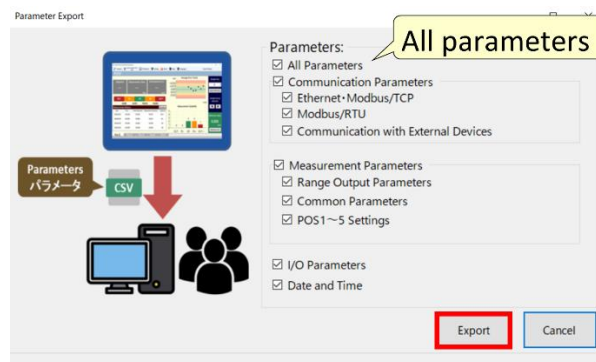 Parameter Export
All parameters
Parameters:
All Parameters
Communication Parameters
Ethernet・Modbus/TCP
Modbus/RTU
Communication with External Devices
Parameters
パラメータ
CSV
Measurement Parameters
Range Output Parameters
Common Parameters
POS1～5 Settings
I/O Parameters
Date and Time
Export
Cancel